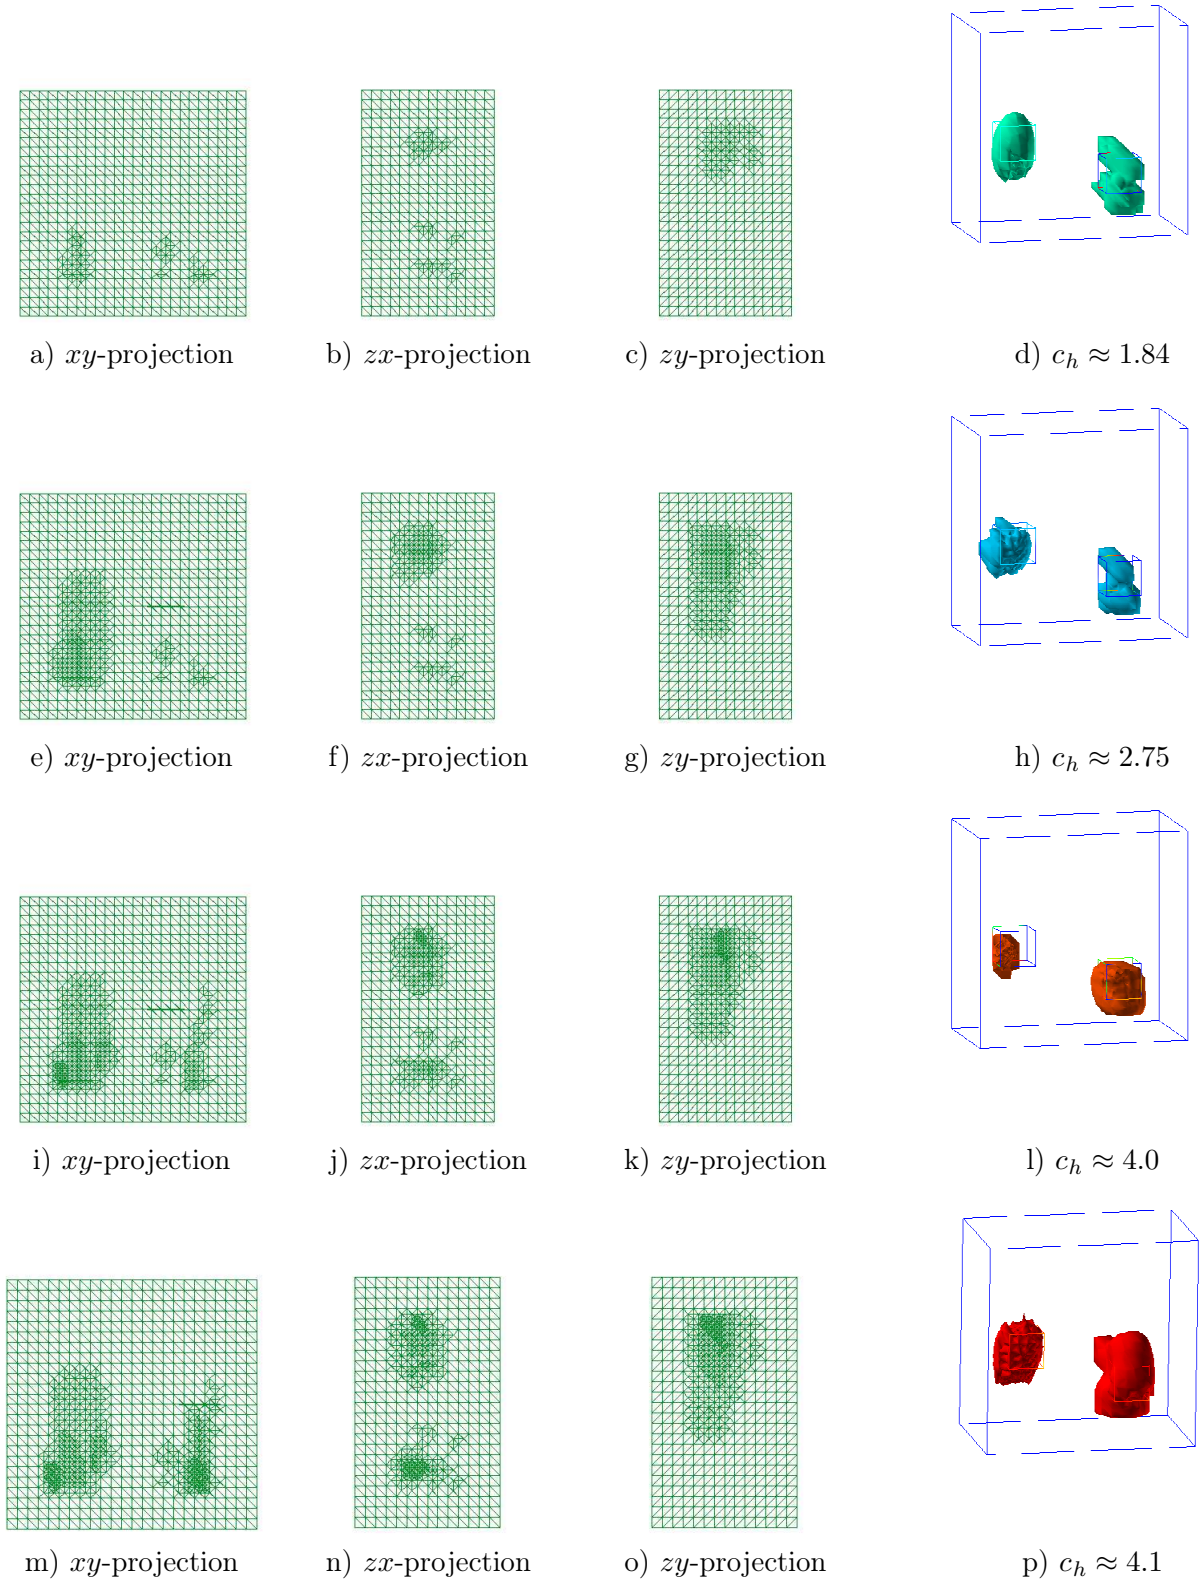 a) xy-projection
b) zx-projection
c) zy-projection
d) c_h ≈ 1.84
e) xy-projection
f) zx-projection
g) zy-projection
h) c_h ≈ 2.75
i) xy-projection
j) zx-projection
k) zy-projection
l) c_h ≈ 4.0
m) xy-projection
n) zx-projection
o) zy-projection
p) c_h ≈ 4.1